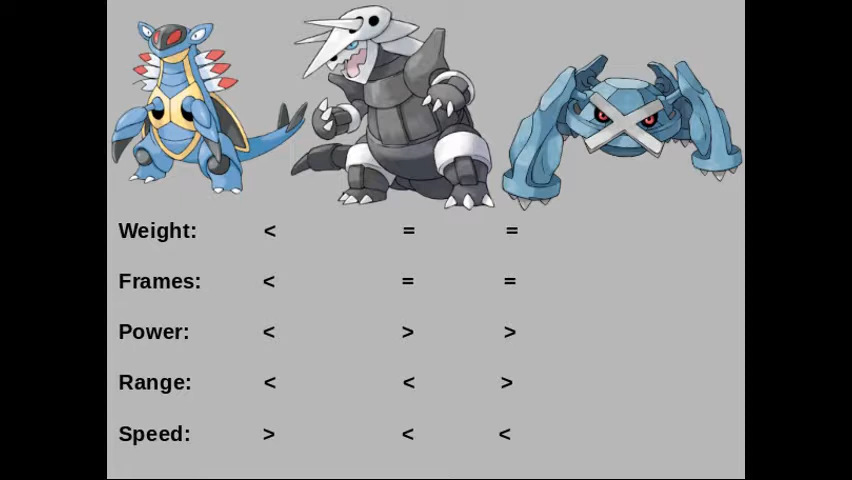 Weight: < = =
Frames: < = =
Power: < > >
Range: < < >
Speed: > < <